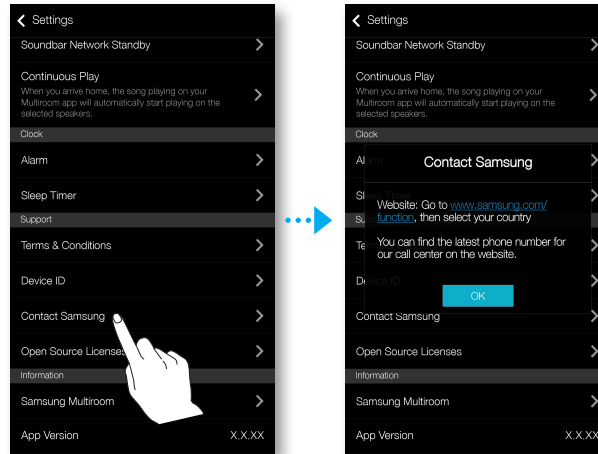 Settings
Soundbar Network Standby
Continuous Play
When you arrive home, the song playing on your
Multiroom app will automatically start playing on the
selected speakers.
Clock
Alarm
Sleep Timer
Support
Terms & Conditions
Device ID
Contact Samsung
Open Source Licenses
Information
Samsung Multiroom
App Version X.X.XX
Settings
Soundbar Network Standby
Continuous Play
When you arrive home, the song playing on your
Multiroom app will automatically start playing on the
selected speakers.
Clock
Alarm
Contact Samsung
Sleep Timer
Website: Go to www.samsung.com/
function, then select your country
You can find the latest phone number for
our call center on the website.
Device ID
OK
Contact Samsung
Open Source Licenses
Information
Samsung Multiroom
App Version X.X.XX